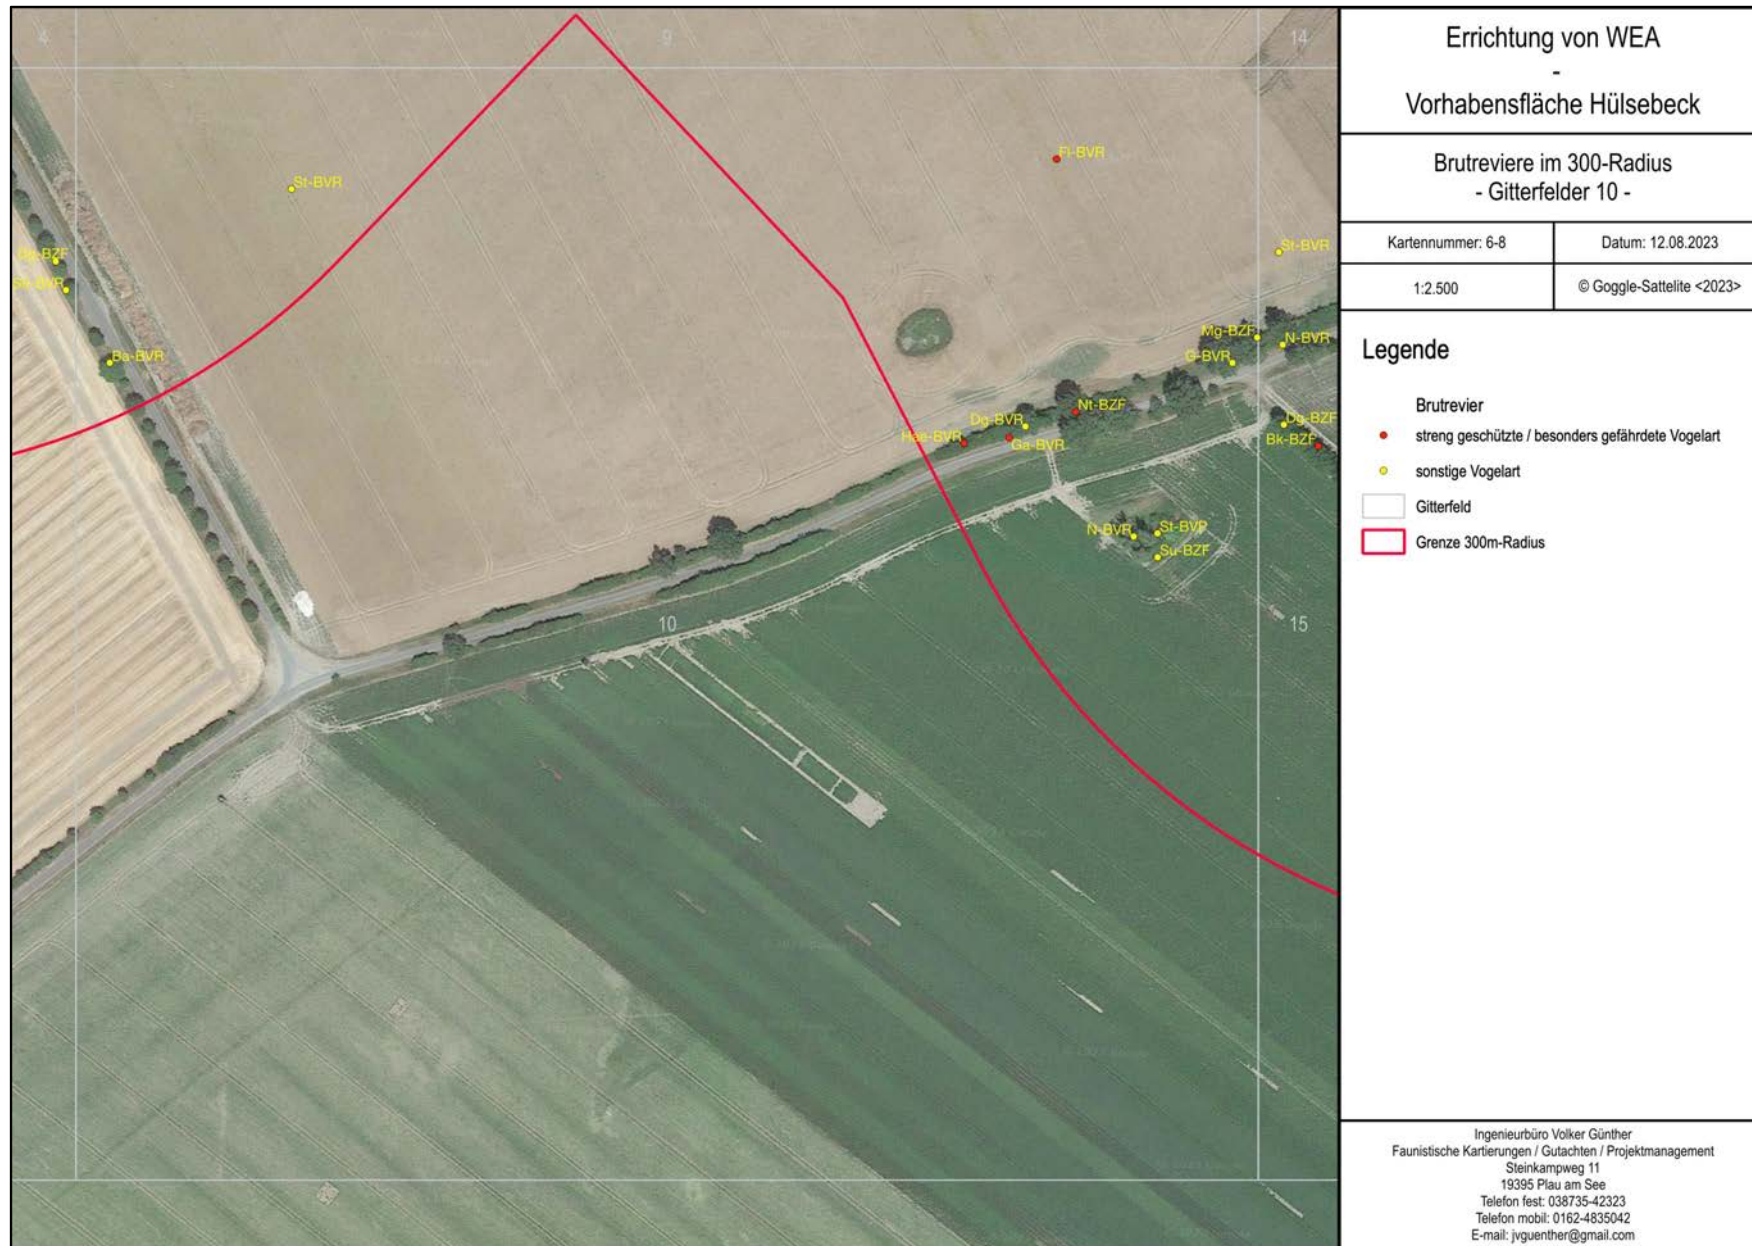 4
9
14
Fl-BVR
St-BVR
St-BVR
Dg-BZF
Mg-BZF
N-BVR
Ba-BVR
G-BVR
Nt-BZF
Dg-BVR
Dg-BZF
Ga-BVR
Bk-BZF
N-BVR
Su-BZF
10
15
Errichtung von WEA
-
Vorhabensfläche Hülsebeck
Brutreviere im 300-Radius
- Gitterfelder 10 -
Kartennummer: 6-8
Datum: 12.08.2023
1:2.500
© Goggle-Sattelite <2023>
Legende
Brutrevier
streng geschützte / besonders gefährdete Vogelart
sonstige Vogelart
Gitterfeld
Grenze 300m-Radius
Ingenieurbüro Volker Günther
Faunistische Kartierungen / Gutachten / Projektmanagement
Steinkampweg 11
19395 Plau am See
Telefon fest: 038735-42323
Telefon mobil: 0162-4835042
E-mail: jvguenther@gmail.com